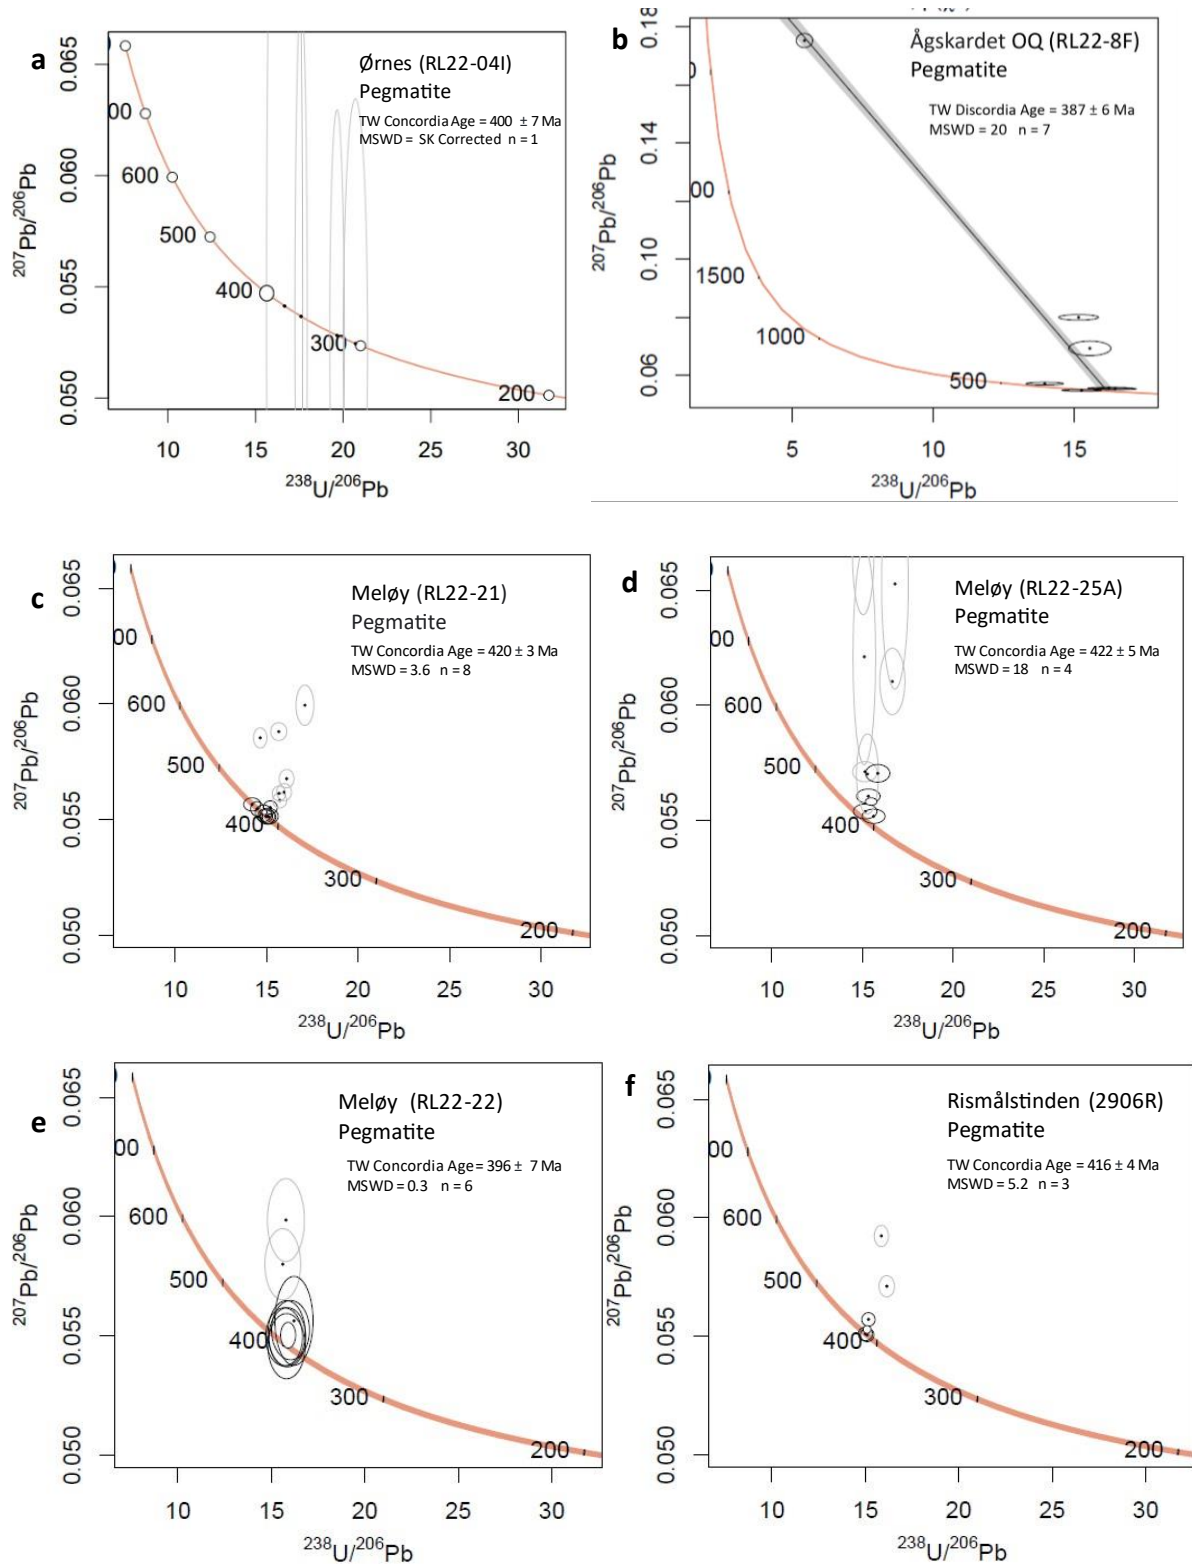 a
Ørnes (RL22-04I)
Pegmatite
TW Concordia Age = 400 ± 7 Ma
MSWD = SK Corrected n = 1
0.065
0.060
0.055
0.050
207Pb/206Pb
00
600
500
400
300
200
10 15 20 25 30
238U/206Pb
b
Ågskardet OQ (RL22-8F)
Pegmatite
TW Discordia Age = 387 ± 6 Ma
MSWD = 20 n = 7
0.18
0.14
0.10
0.06
207Pb/206Pb
0
00
1500
1000
500
5 10 15
238U/206Pb
c
Meløy (RL22-21)
Pegmatite
TW Concordia Age = 420 ± 3 Ma
MSWD = 3.6 n = 8
0.065
0.060
0.055
0.050
207Pb/206Pb
00
600
500
400
300
200
10 15 20 25 30
238U/206Pb
d
Meløy (RL22-25A)
Pegmatite
TW Concordia Age = 422 ± 5 Ma
MSWD = 18 n = 4
0.065
0.060
0.055
0.050
207Pb/206Pb
00
600
500
400
300
200
10 15 20 25 30
238U/206Pb
e
Meløy (RL22-22)
Pegmatite
TW Concordia Age = 396 ± 7 Ma
MSWD = 0.3 n = 6
0.065
0.060
0.055
0.050
207Pb/206Pb
00
600
500
400
300
200
10 15 20 25 30
238U/206Pb
f
Rismålstinden (2906R)
Pegmatite
TW Concordia Age = 416 ± 4 Ma
MSWD = 5.2 n = 3
0.065
0.060
0.055
0.050
207Pb/206Pb
00
600
500
400
300
200
10 15 20 25 30
238U/206Pb